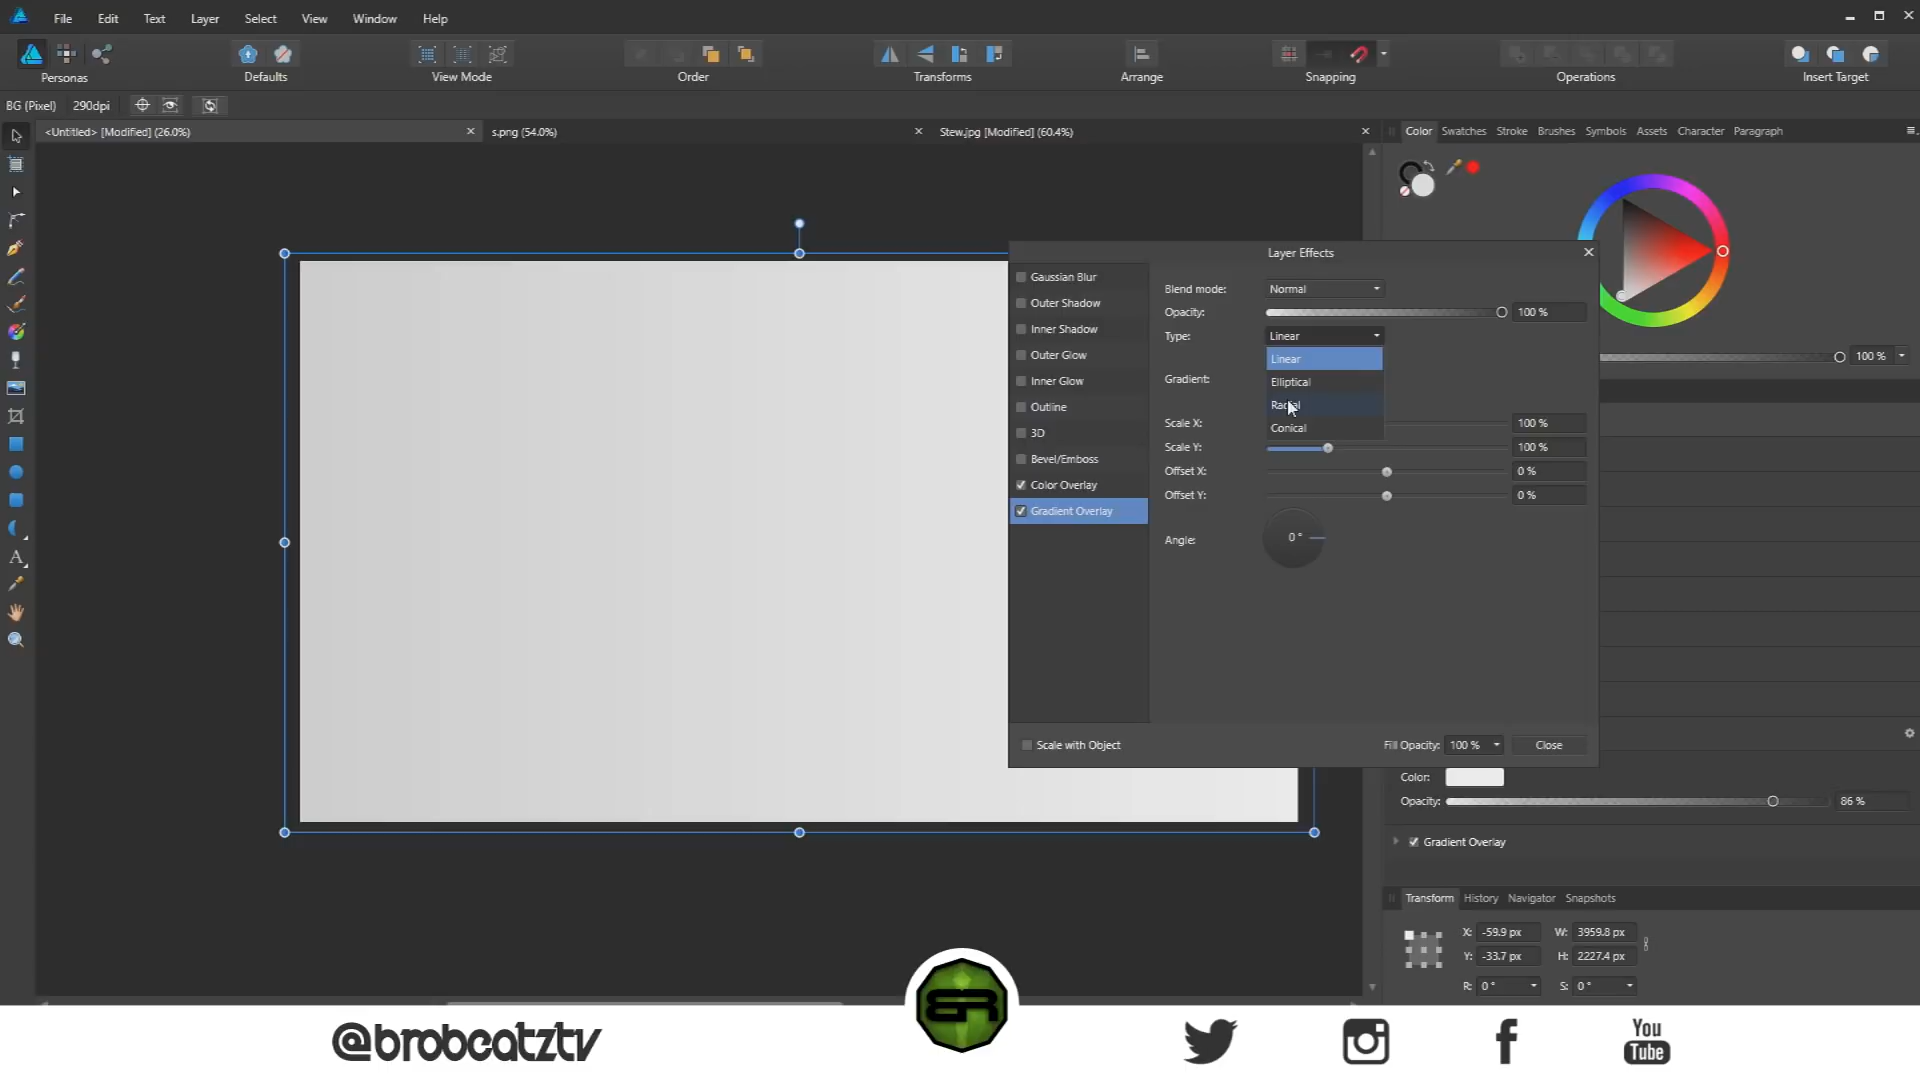 File Edit Text Layer Select View Window Help
Personas Defaults View Mode Order Transforms Arrange Snapping Operations Insert Target
BG (Pixel) 290dpi
<Untitled> [Modified] (26.0%) s.png (54.0%) Stew.jpg [Modified] (60.4%)
Color Swatches Stroke Brushes Symbols Assets Character Paragraph
Layer Effects
Gaussian Blur
Outer Shadow
Inner Shadow
Outer Glow
Inner Glow
Outline
3D
Bevel/Emboss
Color Overlay
Gradient Overlay
Blend mode: Normal
Opacity: 100 %
Type: Linear
Linear
Elliptical
Radial
Conical
Gradient:
Scale X: 100 %
Scale Y: 100 %
Offset X: 0 %
Offset Y: 0 %
Angle: 0 °
Scale with Object
Fill Opacity: 100 % Close
100 %
Color:
Opacity: 86 %
Gradient Overlay
Transform History Navigator Snapshots
X: -59.9 px W: 3959.8 px
Y: -33.7 px H: 2227.4 px
R: 0 ° S: 0 °
@brobcatztv
BR
You
Tube